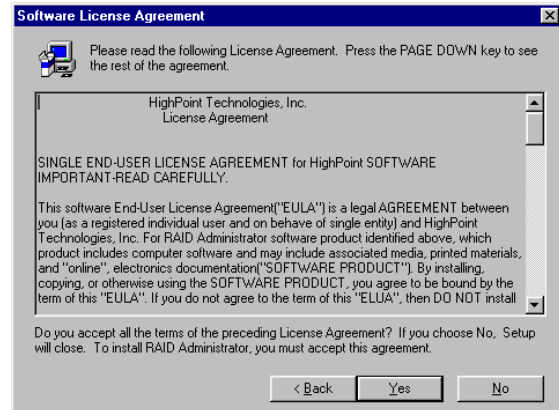 Software License Agreement
Please read the following License Agreement. Press the PAGE DOWN key to see
the rest of the agreement.
HighPoint Technologies, Inc.
License Agreement
SINGLE END-USER LICENSE AGREEMENT for HighPoint SOFTWARE
IMPORTANT-READ CAREFULLY.
This software End-User License Agreement("EULA") is a legal AGREEMENT between
you (as a registered individual user and on behave of single entity) and HighPoint
Technologies, Inc. For RAID Administrator software product identified above, which
product includes computer software and may include associated media, printed materials,
and "online", electronics documentation("SOFTWARE PRODUCT"). By installing,
copying, or otherwise using the SOFTWARE PRODUCT, you agree to be bound by the
term of this "EULA". If you do not agree to the term of this "ELUA", then DO NOT install
Do you accept all the terms of the preceding License Agreement? If you choose No, Setup
will close. To install RAID Administrator, you must accept this agreement.
< Back Yes No